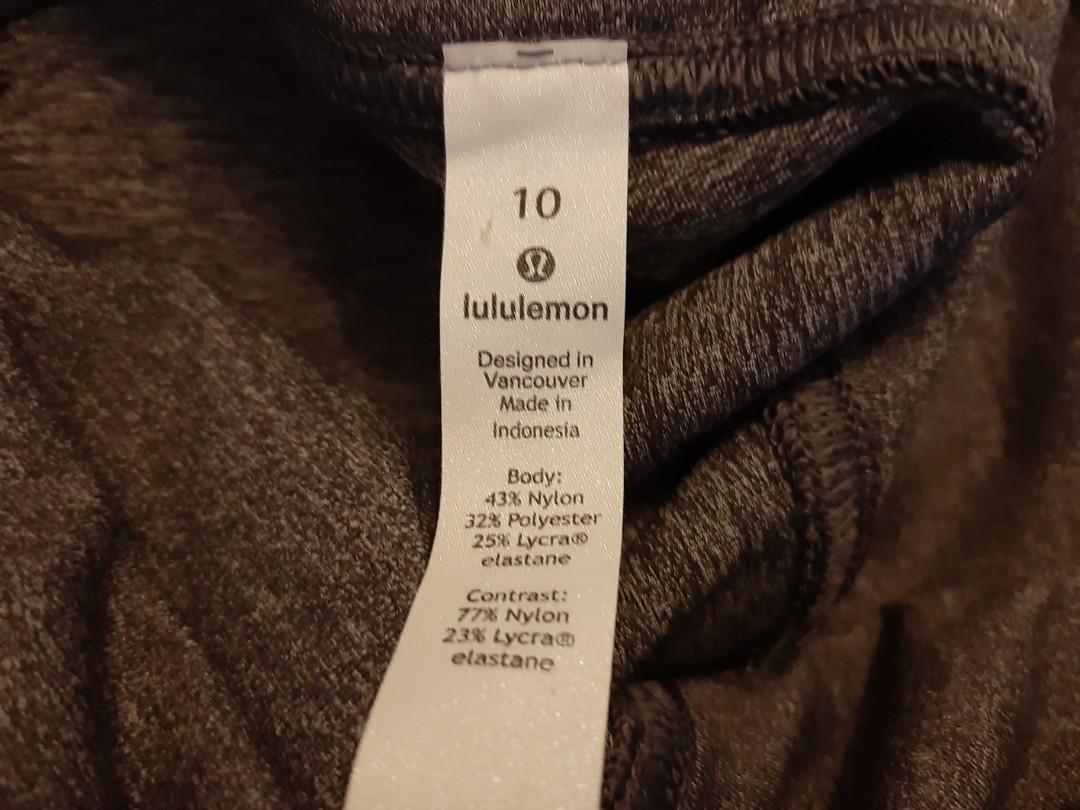 10
lululemon
Designed in
Vancouver
Made in
Indonesia
Body:
43% Nylon
32% Polyester
25% Lycra®
elastane
Contrast:
77% Nylon
23% Lycra®
elastane